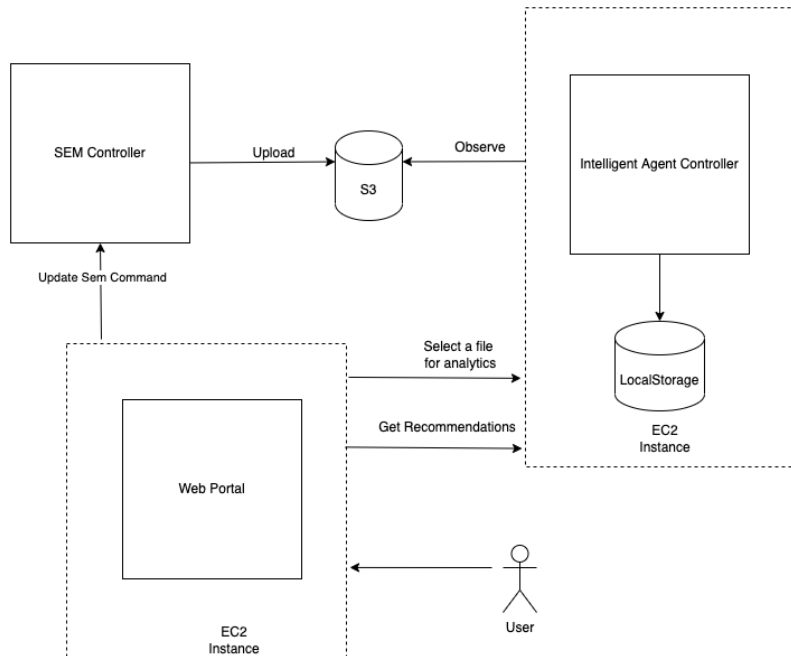 SEM Controller
Upload
S3
Observe
Intelligent Agent Controller
Update Sem Command
LocalStorage
EC2
Instance
Select a file
for analytics
Get Recommendations
Web Portal
User
EC2
Instance